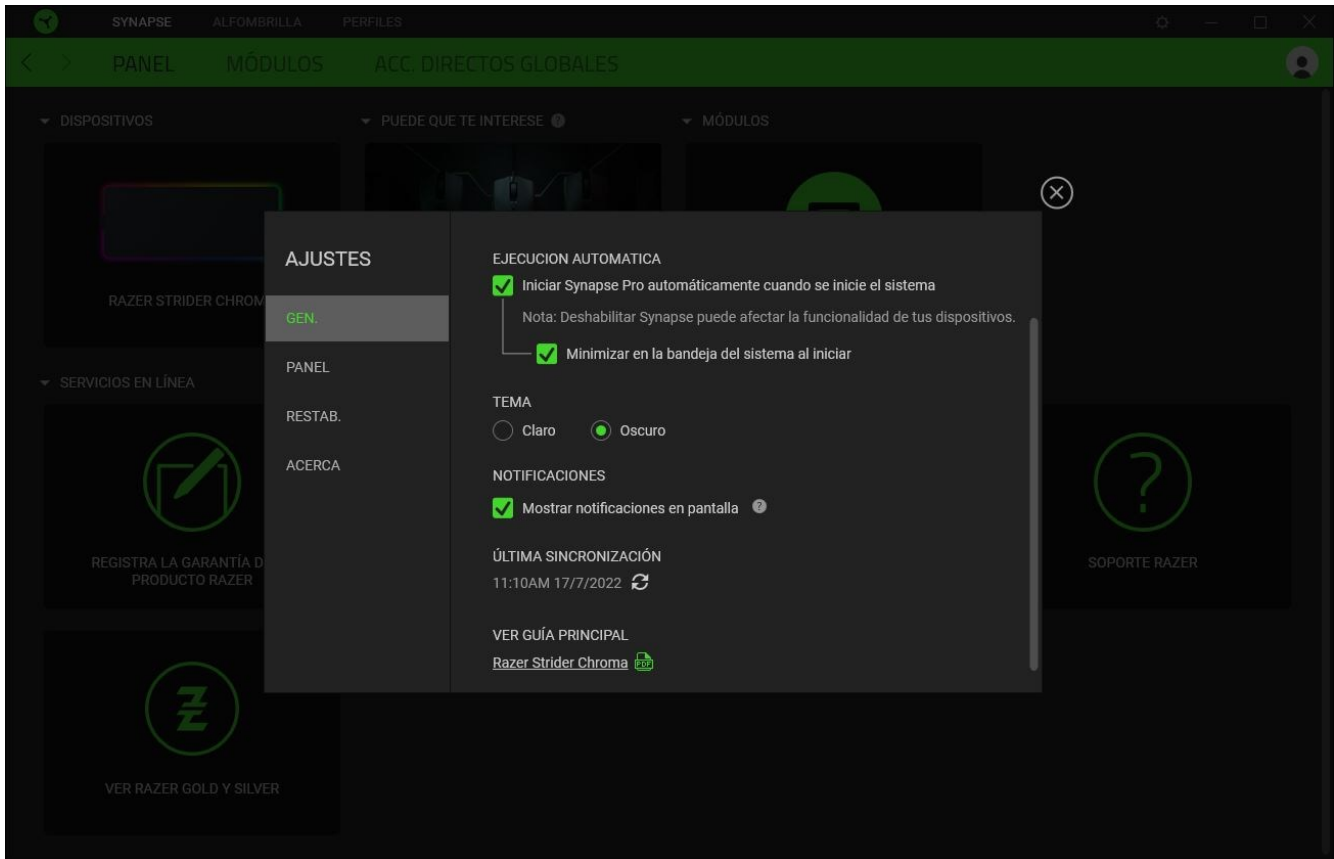 SYNAPSE
ALFOMBRILLA
PERFILES
PANEL
MÓDULOS
ACC. DIRECTOS GLOBALES
DISPOSITIVOS
PUEDE QUE TE INTERESE
MÓDULOS
RAZER STRIDER CHROM
SERVICIOS EN LÍNEA
REGISTRA LA GARANTÍA D
PRODUCTO RAZER
SOPORTE RAZER
VER RAZER GOLD Y SILVER
AJUSTES
GEN.
PANEL
RESTAB.
ACERCA
EJECUCION AUTOMATICA
Iniciar Synapse Pro automáticamente cuando se inicie el sistema
Nota: Deshabilitar Synapse puede afectar la funcionalidad de tus dispositivos.
Minimizar en la bandeja del sistema al iniciar
TEMA
Claro
Oscuro
NOTIFICACIONES
Mostrar notificaciones en pantalla
ÚLTIMA SINCRONIZACIÓN
11:10AM 17/7/2022
VER GUÍA PRINCIPAL
Razer Strider Chroma
PDF